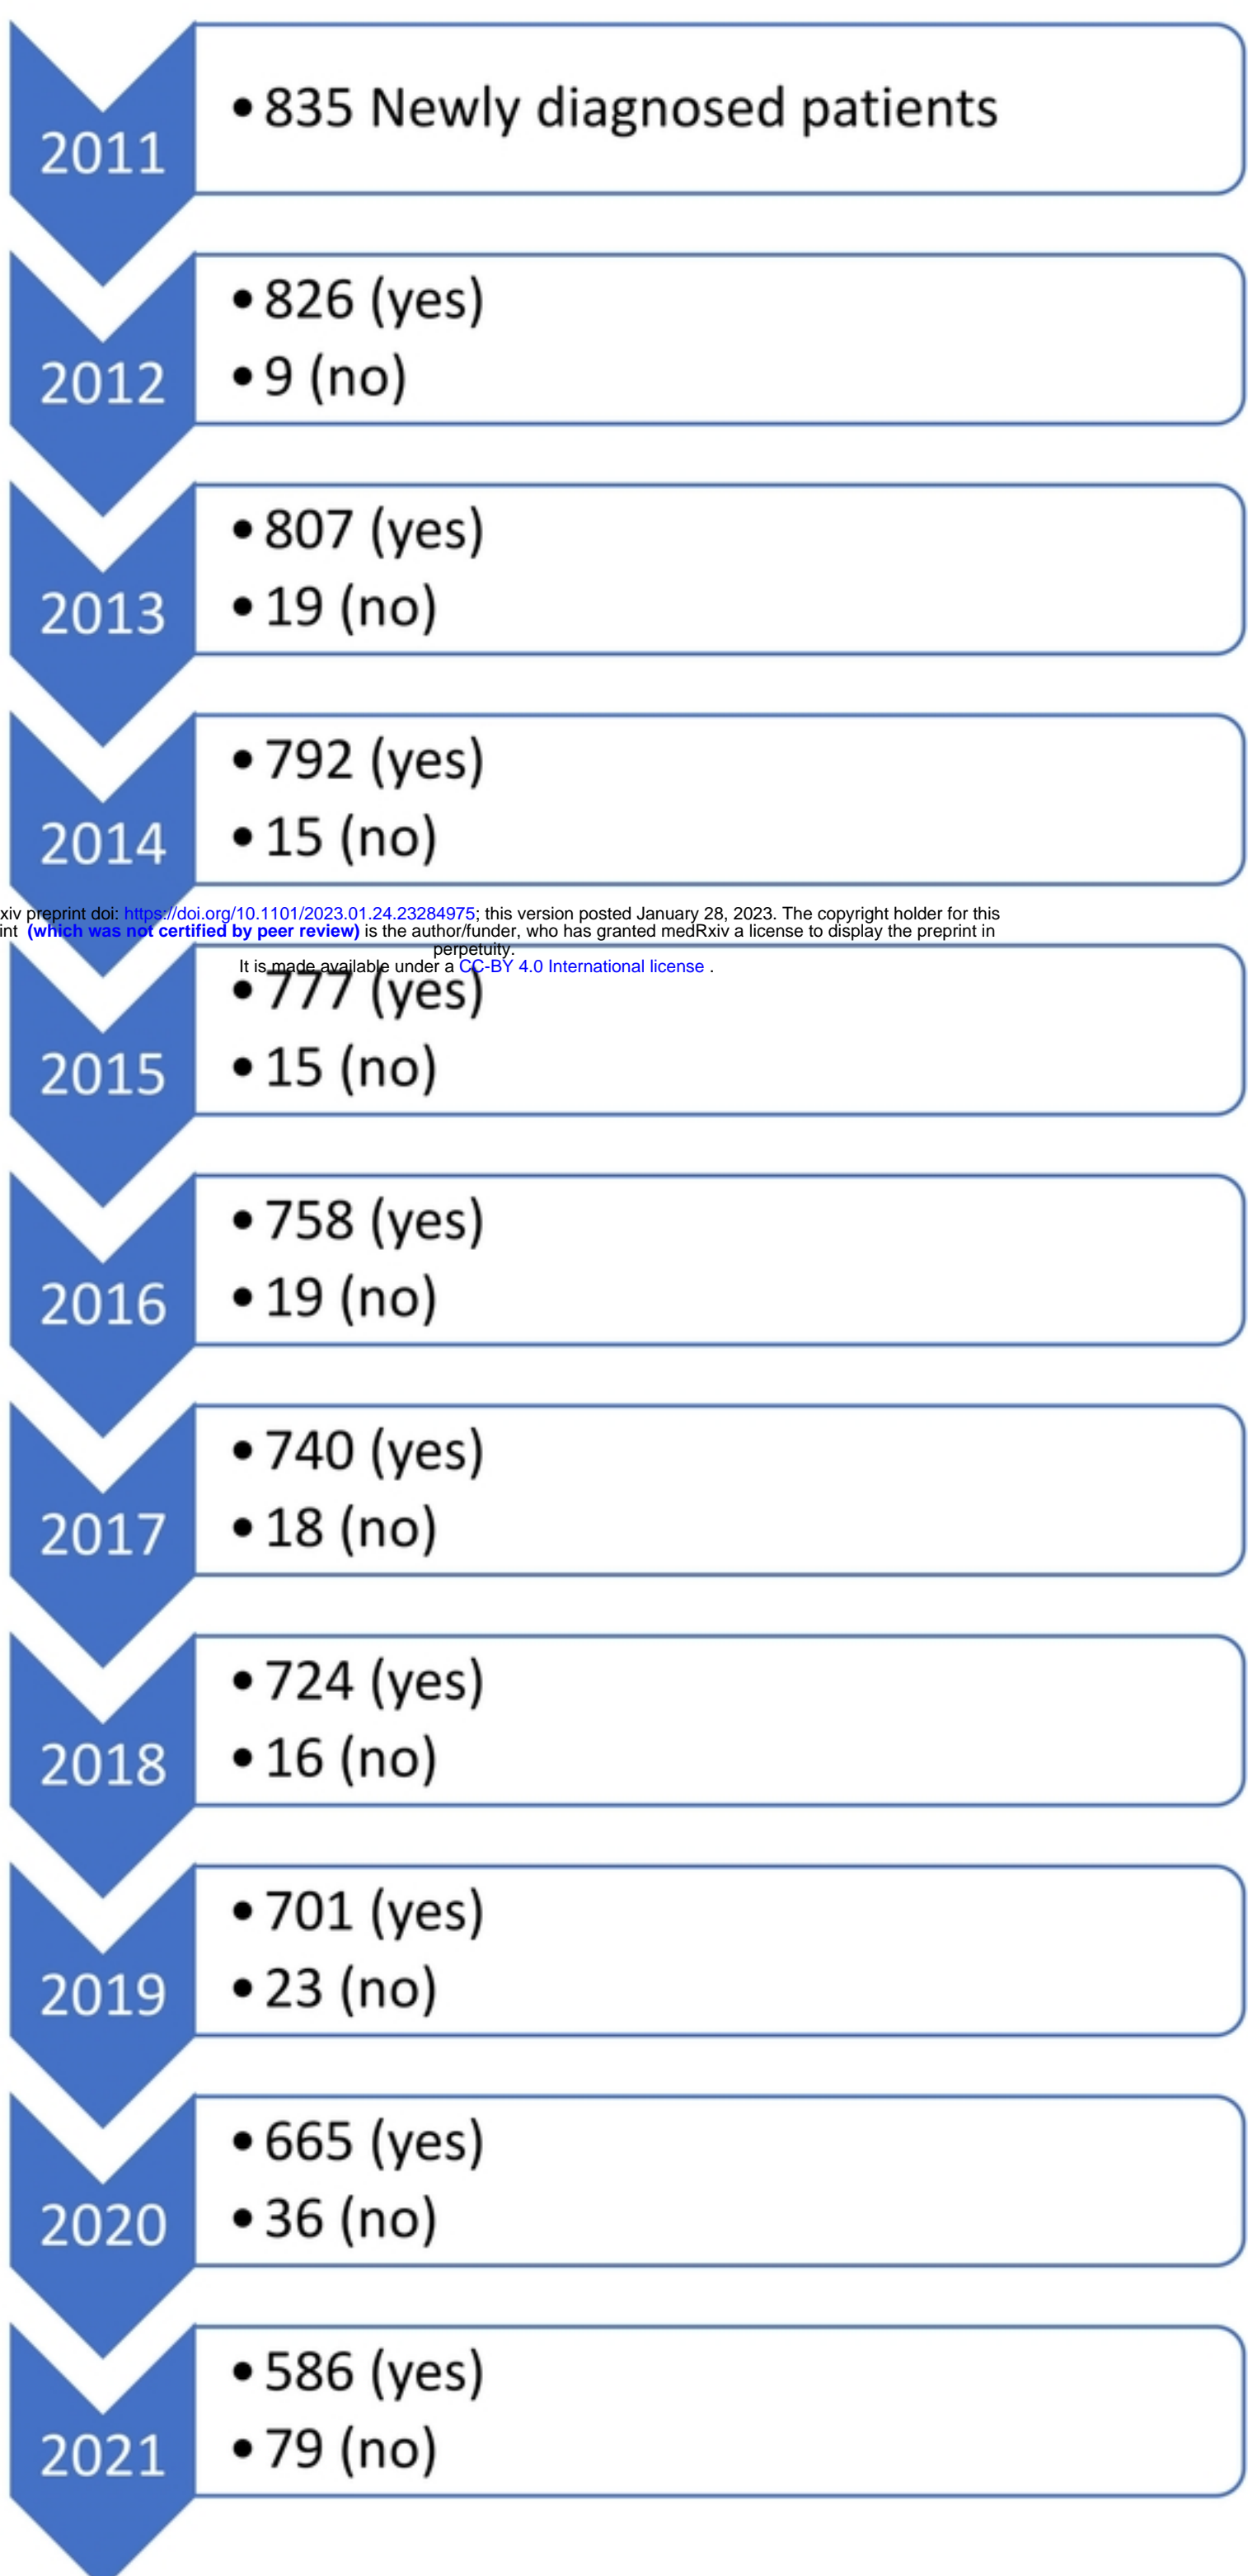 2011
• 835 Newly diagnosed patients
2012
• 826 (yes)
• 9 (no)
2013
• 807 (yes)
• 19 (no)
2014
• 792 (yes)
• 15 (no)
xiv preprint doi: https://doi.org/10.1101/2023.01.24.23284975; this version posted January 28, 2023. The copyright holder for this
int (which was not certified by peer review) is the author/funder, who has granted medRxiv a license to display the preprint in
perpetuity.
It is made available under a CC-BY 4.0 International license .
2015
• 777 (yes)
• 15 (no)
2016
• 758 (yes)
• 19 (no)
2017
• 740 (yes)
• 18 (no)
2018
• 724 (yes)
• 16 (no)
2019
• 701 (yes)
• 23 (no)
2020
• 665 (yes)
• 36 (no)
2021
• 586 (yes)
• 79 (no)